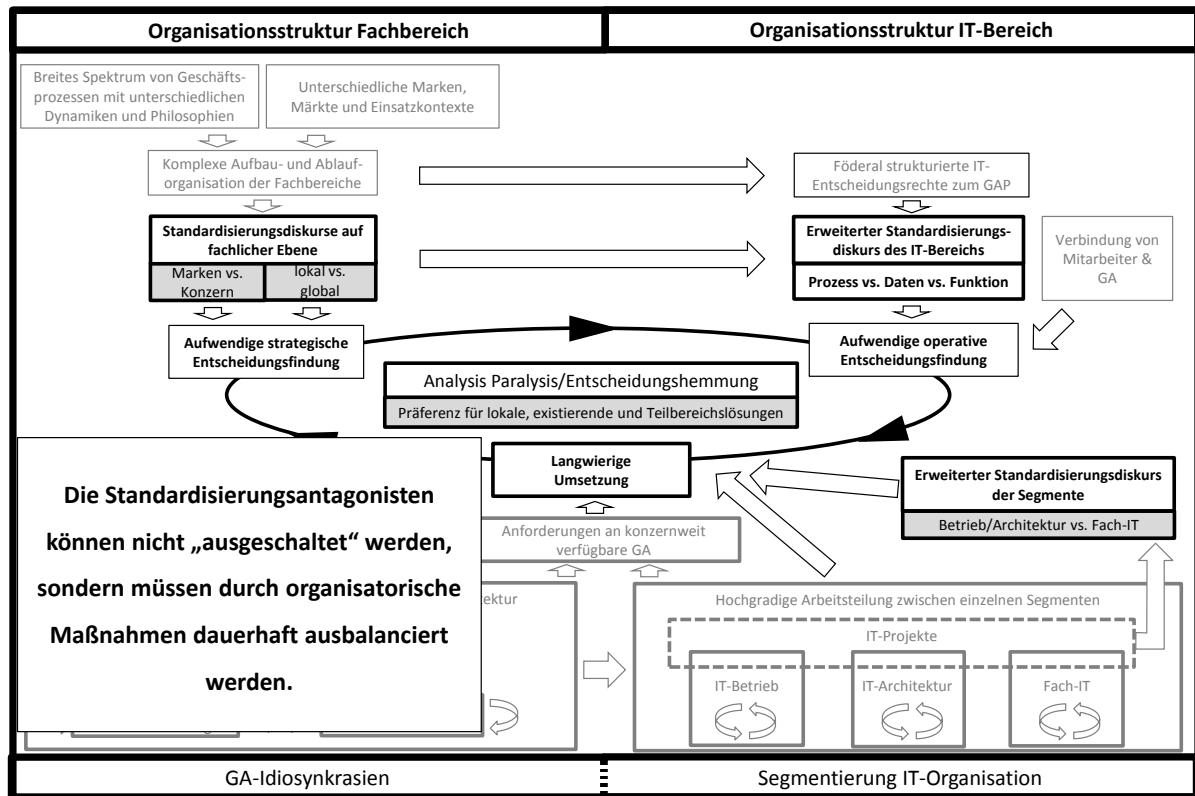 Organisationsstruktur Fachbereich
Organisationsstruktur IT-Bereich
Breites Spektrum von Geschäfts-
prozessen mit unterschiedlichen
Dynamiken und Philosophien
Unterschiedliche Marken,
Märkte und Einsatzkontexte
Komplexe Aufbau- und Ablauf-
organisation der Fachbereiche
Föderal strukturierte IT-
Entscheidungsrechte zum GAP
Standardisierungsdiskurse auf
fachlicher Ebene
Marken vs.
Konzern
lokal vs.
global
Erweiterter Standardisierungs-
diskurs des IT-Bereichs
Prozess vs. Daten vs. Funktion
Verbindung von
Mitarbeiter &
GA
Aufwendige strategische
Entscheidungsfindung
Aufwendige operative
Entscheidungsfindung
Analysis Paralysis/Entscheidungshemmung
Präferenz für lokale, existierende und Teilbereichslösungen
Langwierige
Umsetzung
Erweiterter Standardisierungsdiskurs
der Segmente
Betrieb/Architektur vs. Fach-IT
Die Standardisierungsantagonisten
können nicht „ausgeschaltet“ werden,
sondern müssen durch organisatorische
Maßnahmen dauerhaft ausbalanciert
werden.
Anforderungen an konzernweit
verfügbare GA
Hochgradige Arbeitsteilung zwischen einzelnen Segmenten
IT-Projekte
IT-Betrieb
IT-Architektur
Fach-IT
GA-Idiosynkrasien
Segmentierung IT-Organisation